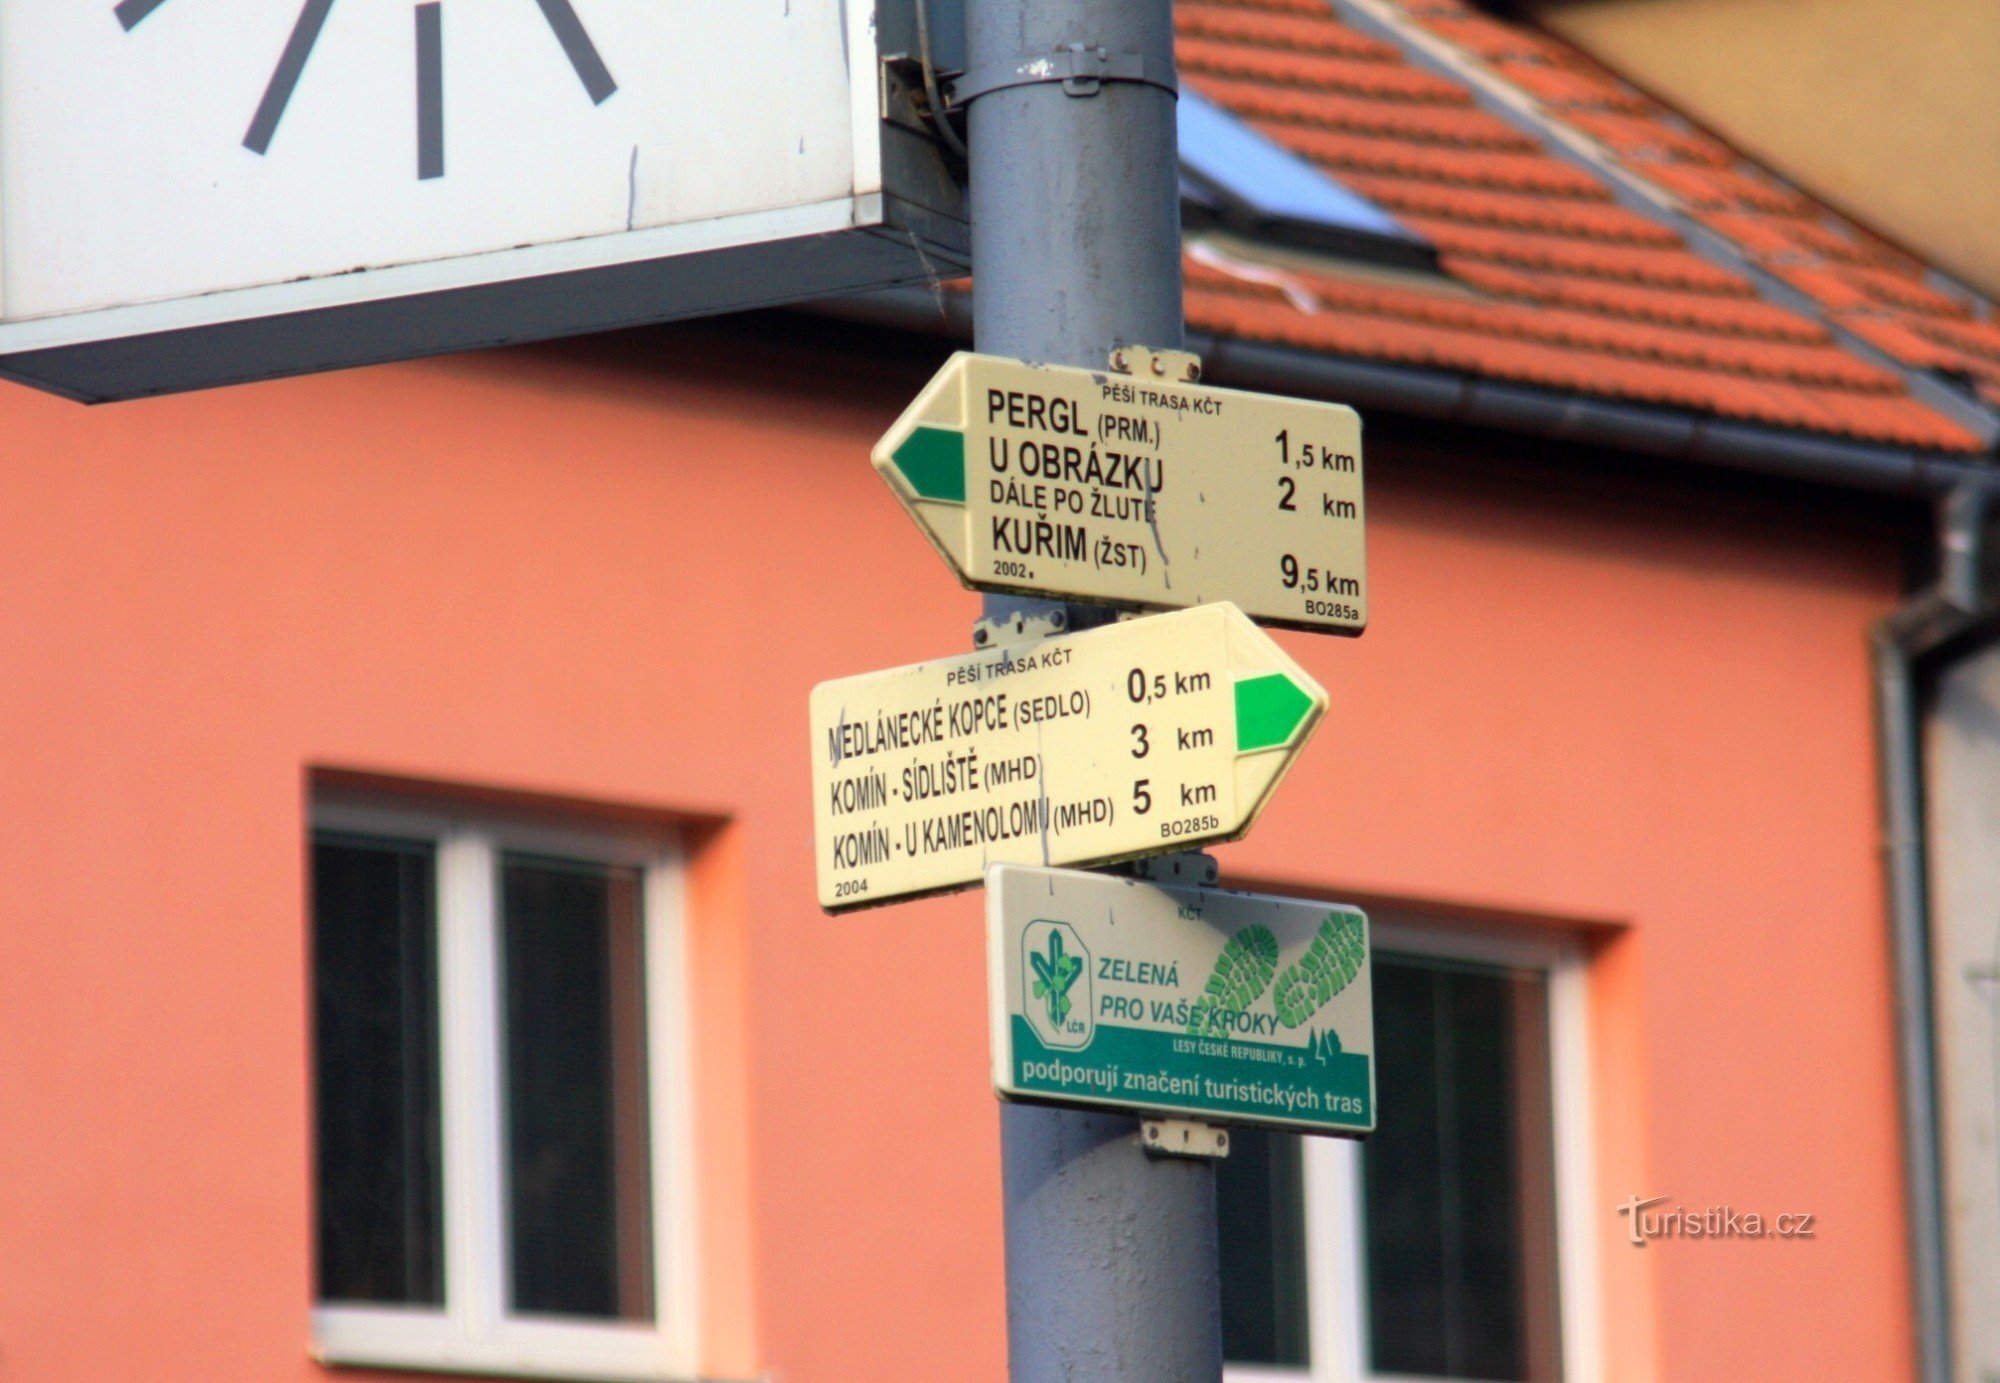 PĚŠÍ TRASA KČT
PERGL (PRM.) 1,5 km
U OBRÁZKU 2 km
DÁLE PO ŽLUTÉ
KUŘIM (ŽST) 9,5 km
2002. BO285a
PĚŠÍ TRASA KČT
MEDLÁNECKÉ KOPCE (SEDLO) 0,5 km
KOMÍN - SÍDLIŠTĚ (MHD) 3 km
KOMÍN - U KAMENOLOMU (MHD) 5 km
2004 BO285b
KČT
ZELENÁ
PRO VAŠE KROKY
LČR
LESY ČESKÉ REPUBLIKY, s. p.
podporují značení turistických tras
Turistika.cz